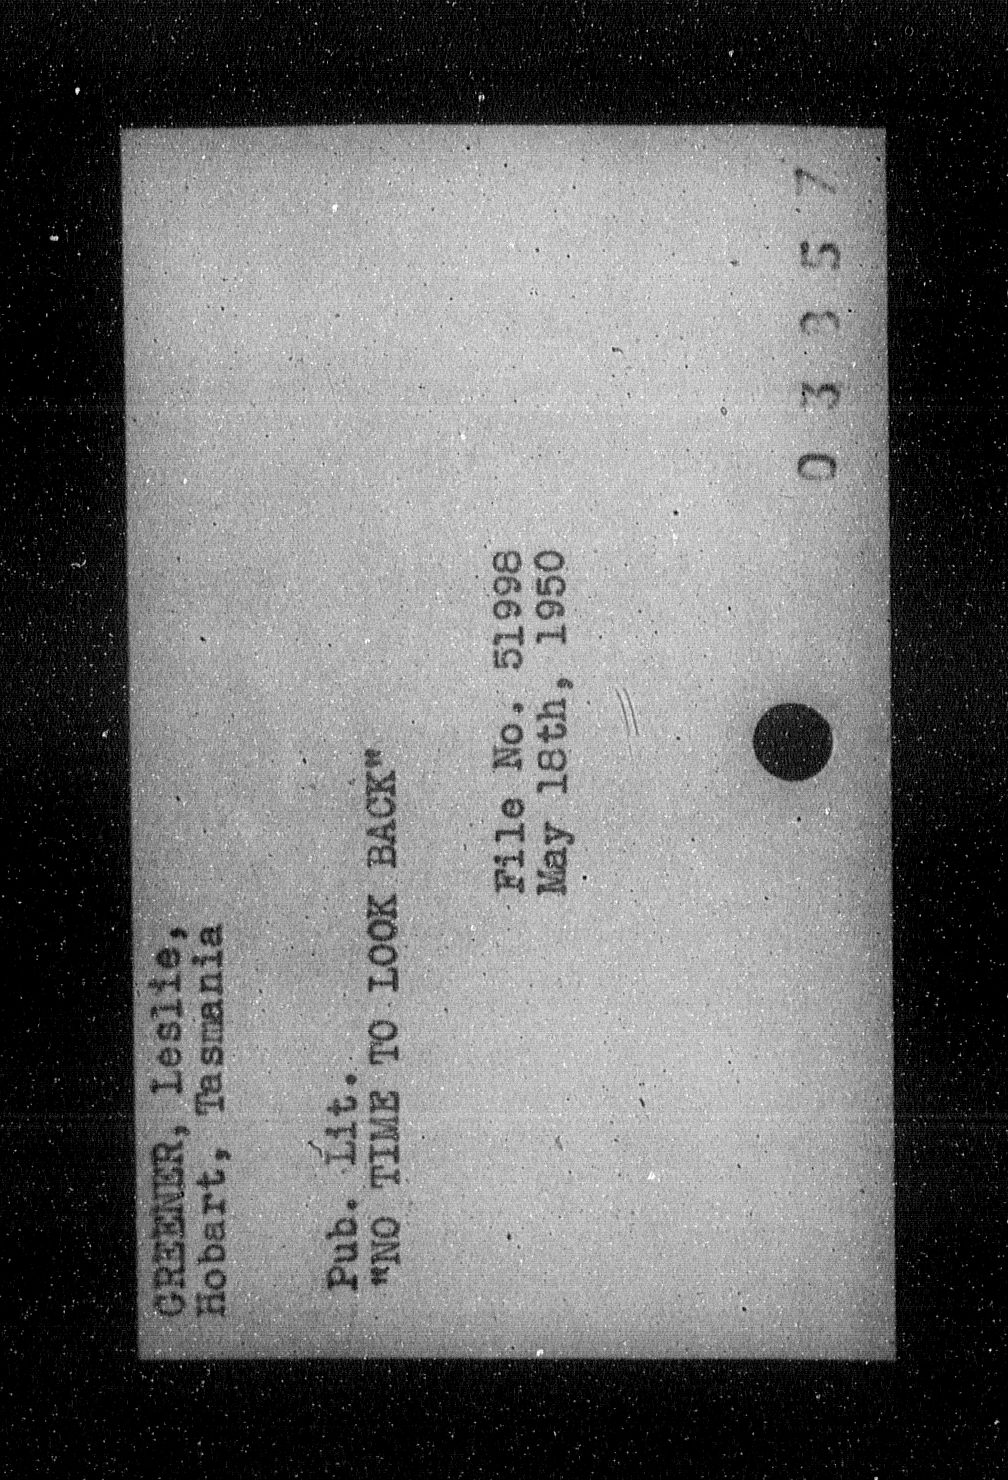 GREENER, Leslie,
Hobart, Tasmania
Pub. Lit.
"NO TIME TO LOOK BACK"
File No. 51998
May 18th, 1950
03357